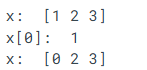 x:  [1 2 3]
x[0]:  1
x:  [0 2 3]